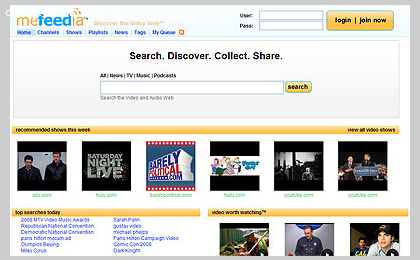 mefeedia™
Discover the Video Web™
User:
Pass:
login | join now
Home Channels Shows Playlists News Tags My Queue
Search. Discover. Collect. Share.
All | News | TV | Music | Podcasts
search
Search the Video and Audio Web
recommended shows this week
view all video shows
SATURDAY NIGHT LIVE
BARELY POLITICAL .COM
abc.com
hulu.com
barelypolitical.com
hulu.com
youtube.com
youtube.com
top searches today
video worth watching™
2008 MTV Video Music Awards
Sarah Palin
Republican National Convention
gustav video
Democratic National Convention
michael phelps
paris hilton mccain ad
Paris Hilton Campaign Video
Olympics Beijing
Comic Con 2008
Miley Cyrus
Dark Knight